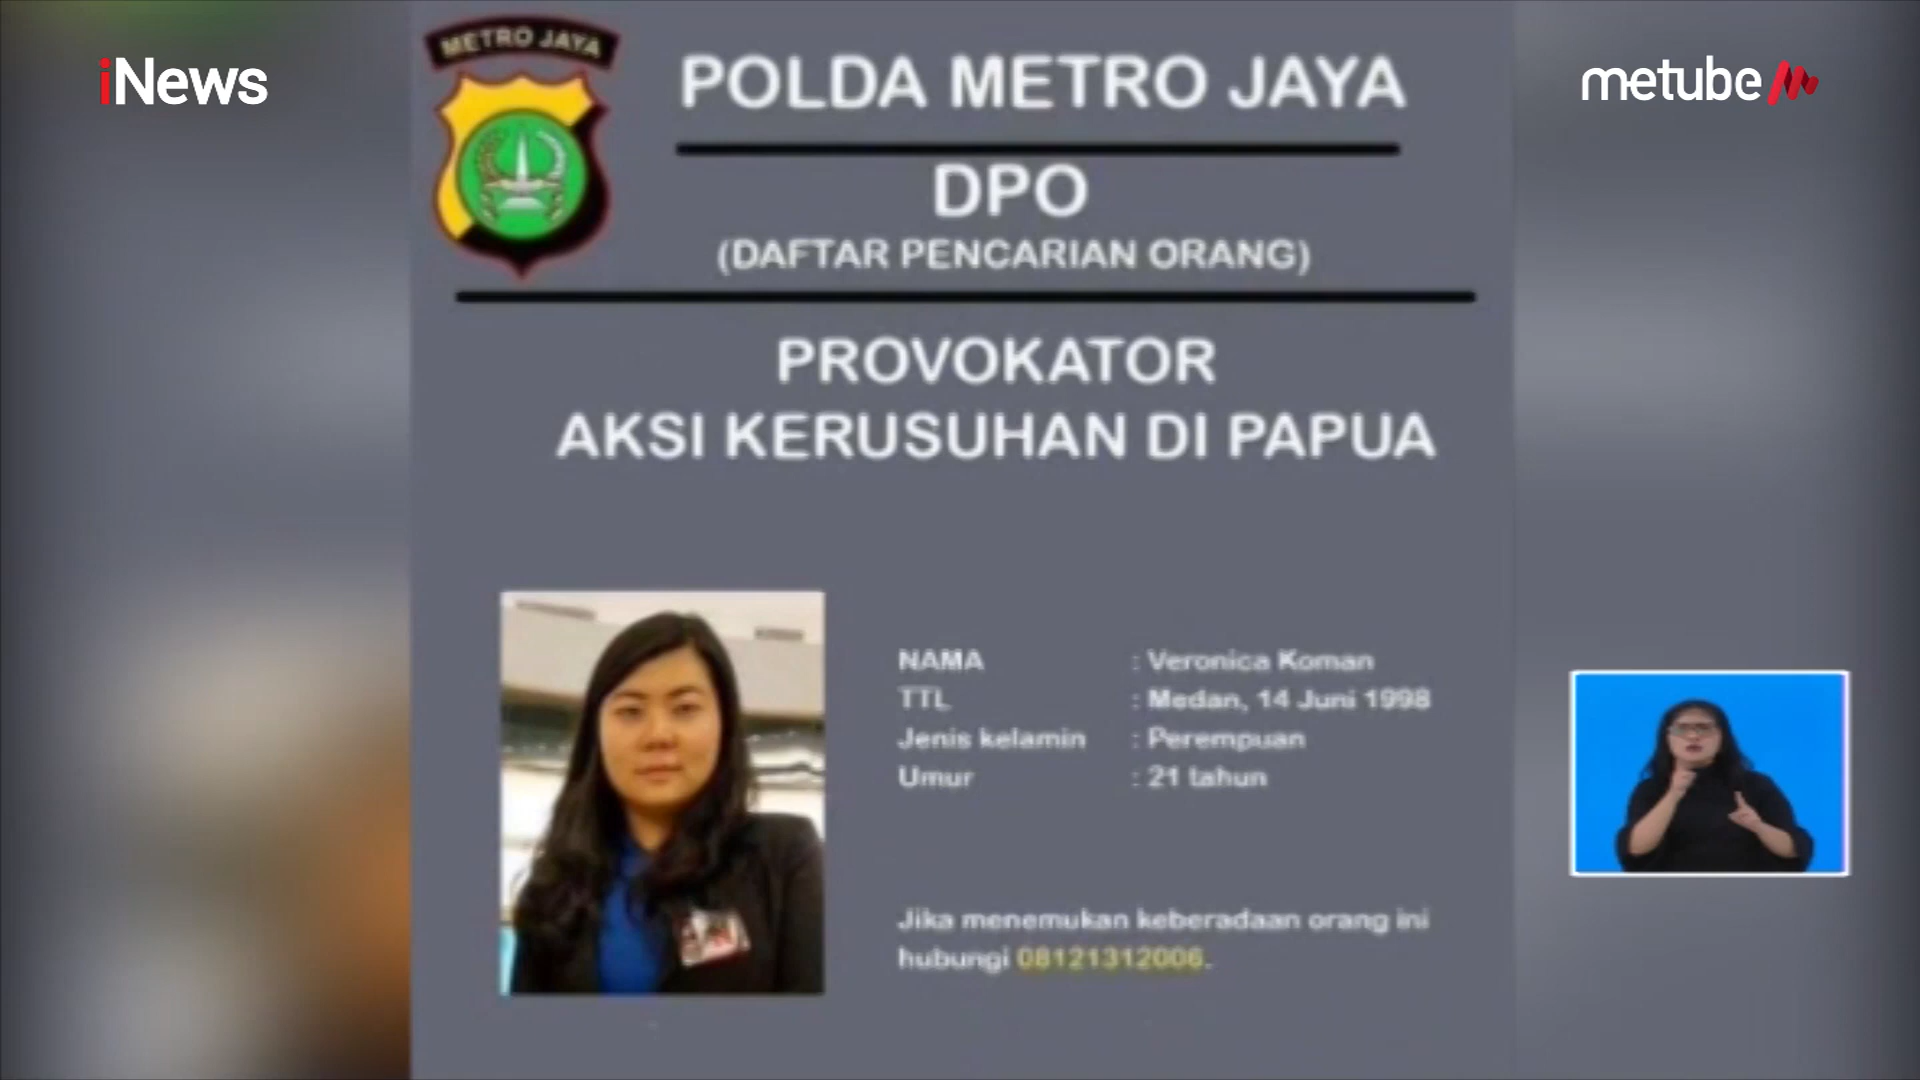 iNews
metube
METRO JAYA
POLDA METRO JAYA
DPO
(DAFTAR PENCARIAN ORANG)
PROVOKATOR
AKSI KERUSUHAN DI PAPUA
NAMA : Veronica Koman
TTL : Medan, 14 Juni 1998
Jenis kelamin : Perempuan
Umur : 21 tahun
Jika menemukan keberadaan orang ini
hubungi 08121312006.